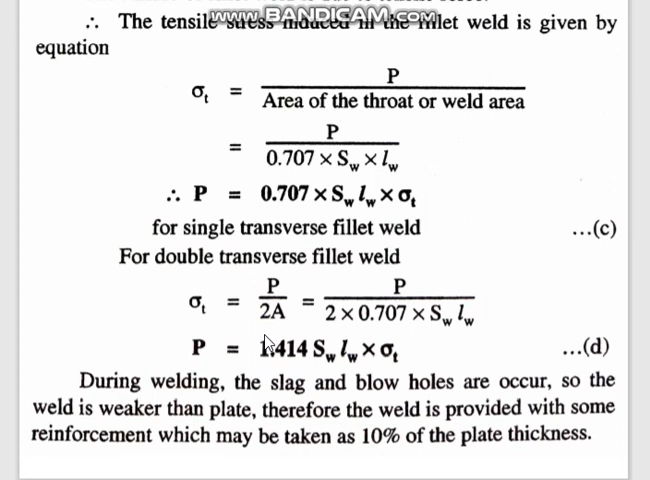 www.BANDICAM.com
∴ The tensile stress induced in the fillet weld is given by
equation
σt = P / Area of the throat or weld area
= P / 0.707 × Sw × lw
∴ P = 0.707 × Sw lw × σt
for single transverse fillet weld ...(c)
For double transverse fillet weld
σt = P / 2A = P / 2 × 0.707 × Sw lw
P = 1.414 Sw lw × σt ...(d)
During welding, the slag and blow holes are occur, so the
weld is weaker than plate, therefore the weld is provided with some
reinforcement which may be taken as 10% of the plate thickness.